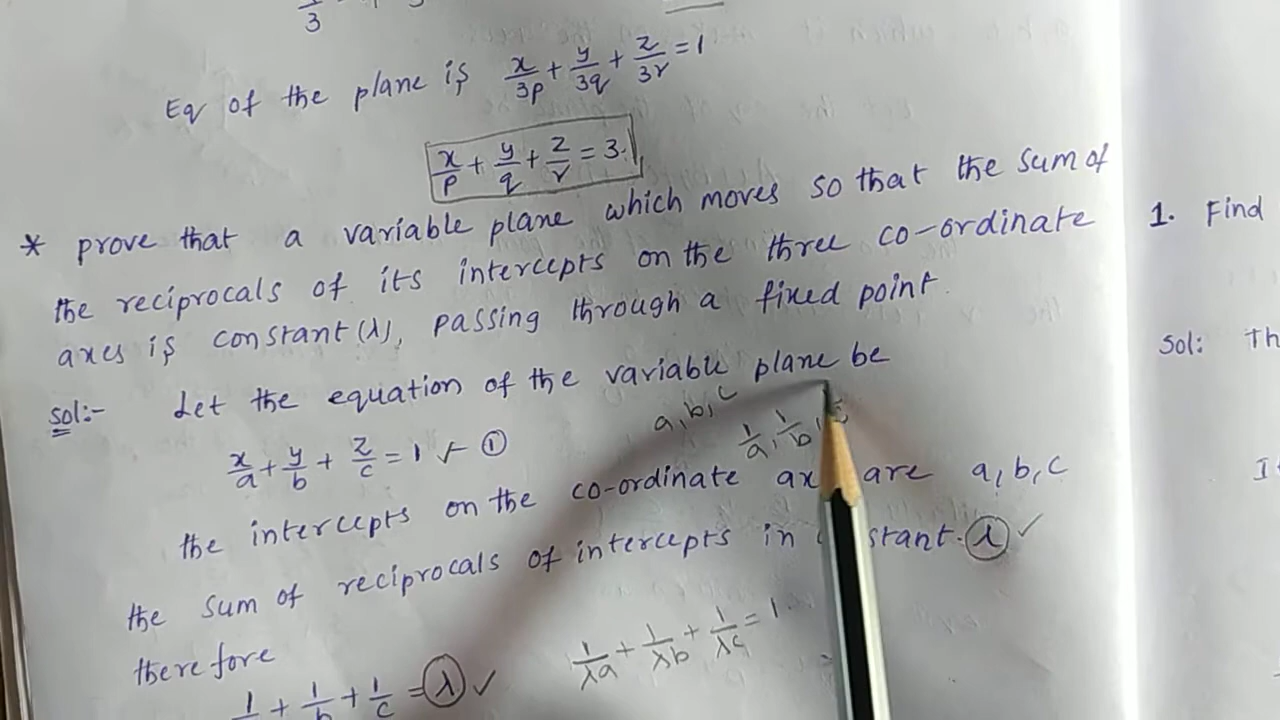 3
Eq of the plane is x/3p + y/3q + z/3r = 1
x/p + y/q + z/r = 3.
* prove that a variable plane which moves so that the sum of
the reciprocals of its intercepts on the three co-ordinate
axes is constant (λ), passing through a fixed point.
Sol:- Let the equation of the variable plane be
a, b, c
x/a + y/b + z/c = 1 ①
1/a, 1/b,
the intercepts on the co-ordinate are a, b, c
the sum of reciprocals of intercepts in λ ✓
therefore
1/λa + 1/λb + 1/λc = 1
1 + 1/b + 1/c = λ ✓
1. Find
Sol: Th